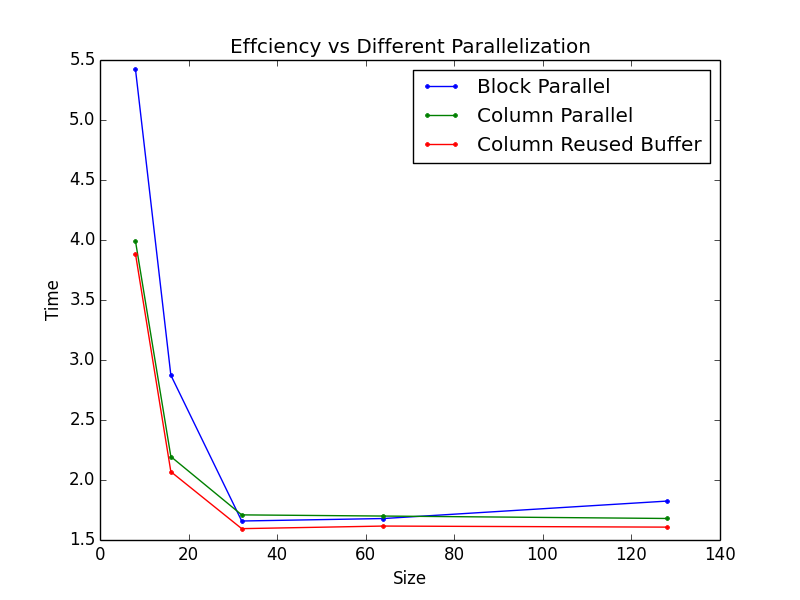 Effciency vs Different Parallelization
Block Parallel
Column Parallel
Column Reused Buffer
5.5
5.0
4.5
4.0
3.5
3.0
2.5
2.0
1.5
Time
0 20 40 60 80 100 120 140
Size